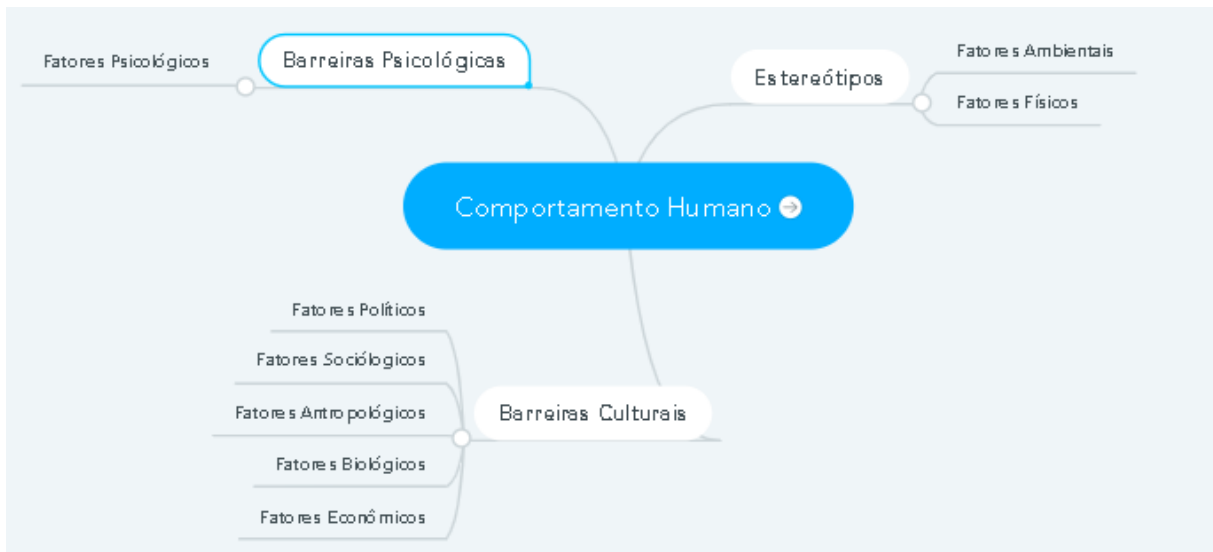 Fatores Psicológicos
Barreiras Psicológicas
Estereótipos
Fatores Ambientais
Fatores Físicos
Comportamento Humano
Fatores Políticos
Fatores Sociólogicos
Fatores Antropológicos
Fatores Biológicos
Fatores Econômicos
Barreiras Culturais